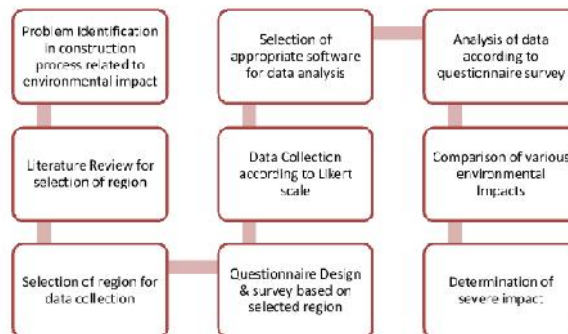 Problem Identification
in construction
process related to
environmental impact
Literature Review for
selection of region
Selection of region for
data collection
Questionnaire Design
& survey based on
selected region
Data Collection
according to Likert
scale
Selection of
appropriate software
for data analysis
Analysis of data
according to
questionnaire survey
Comparison of various
environmental
Impacts
Determination of
severe impact